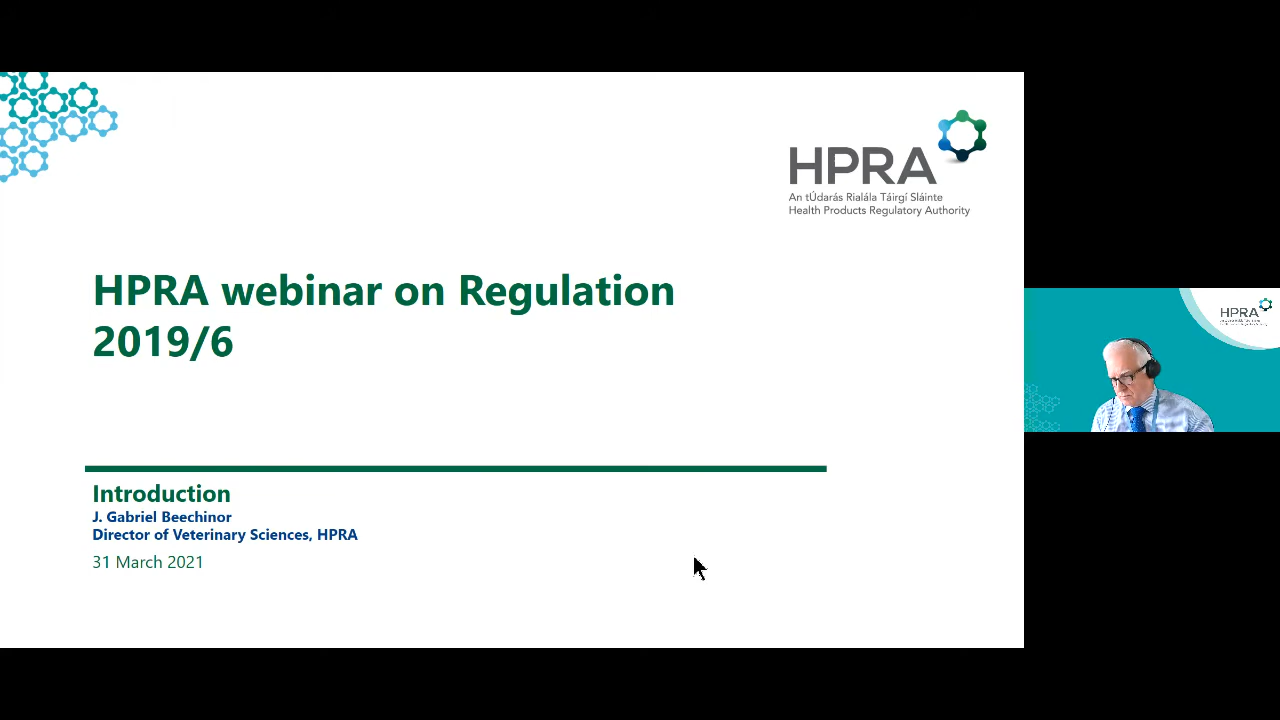 HPRA
An tÚdarás Rialála Táirgí Sláinte
Health Products Regulatory Authority
HPRA webinar on Regulation
2019/6
Introduction
J. Gabriel Beechinor
Director of Veterinary Sciences, HPRA
31 March 2021
HPRA